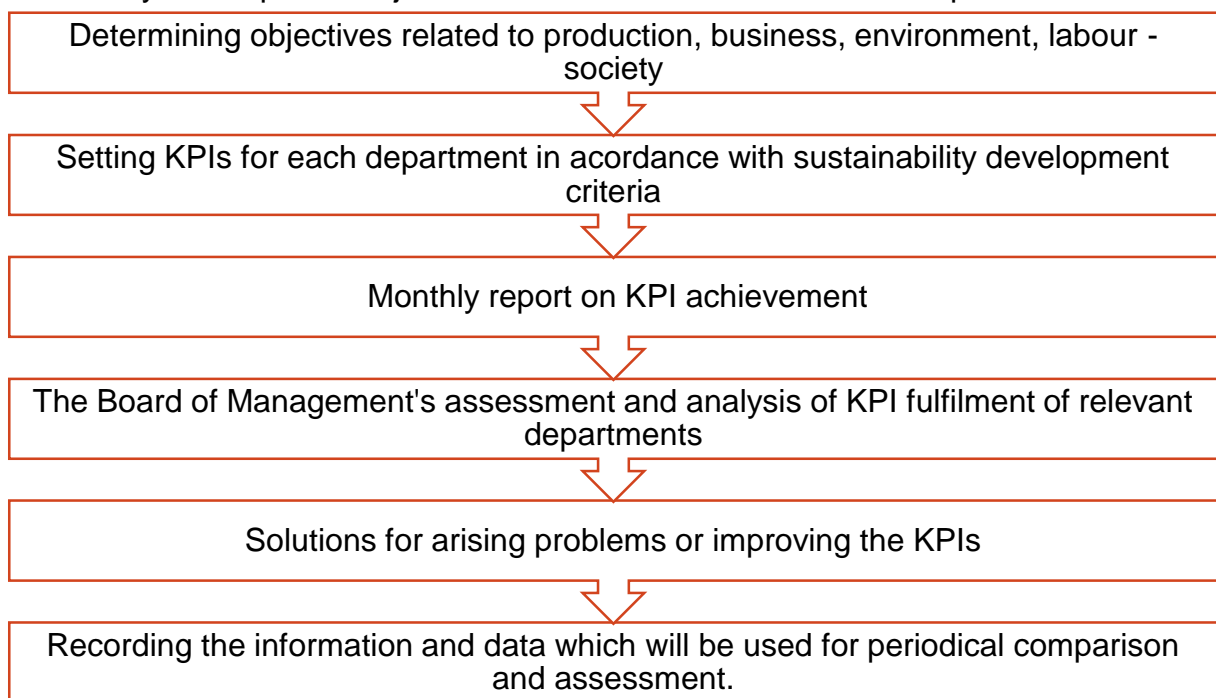 Determining objectives related to production, business, environment, labour -
society
Setting KPIs for each department in acordance with sustainability development
criteria
Monthly report on KPI achievement
The Board of Management's assessment and analysis of KPI fulfilment of relevant
departments
Solutions for arising problems or improving the KPIs
Recording the information and data which will be used for periodical comparison
and assessment.